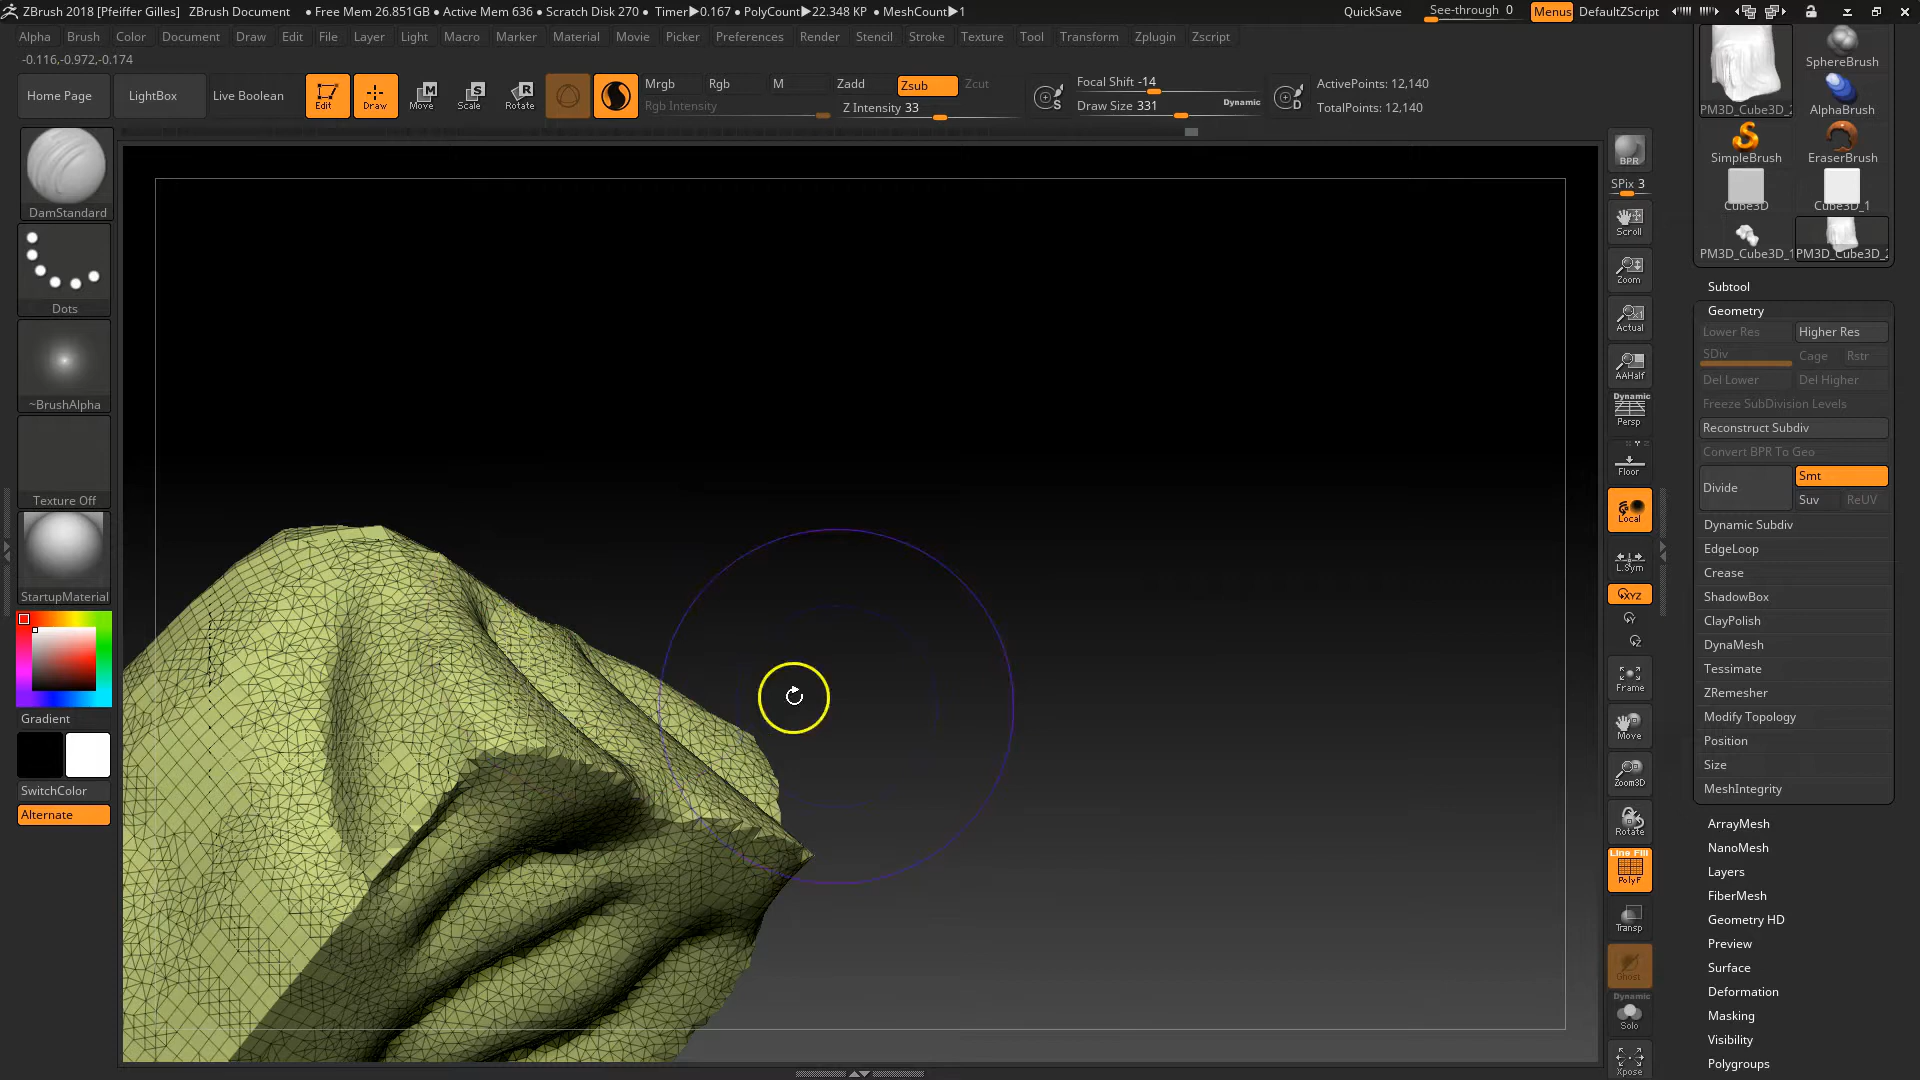 ZBrush 2018 [Pfeiffer Gilles] ZBrush Document ● Free Mem 26.851GB ● Active Mem 636 ● Scratch Disk 270 ● Timer▶0.167 ● PolyCount▶22.348 KP ● MeshCount▶1 QuickSave See-through 0 Menus DefaultZScript
Alpha Brush Color Document Draw Edit File Layer Light Macro Marker Material Movie Picker Preferences Render Stencil Stroke Texture Tool Transform Zplugin Zscript
-0.116,-0.972,-0.174
Home Page LightBox Live Boolean Edit Draw Move Scale Rotate
Mrgb Rgb M Zadd Zsub Zcut
Rgb Intensity Z Intensity 33
S Focal Shift -14
Draw Size 331 Dynamic
D ActivePoints: 12,140
TotalPoints: 12,140
DamStandard
Dots
~BrushAlpha
Texture Off
StartupMaterial
Gradient
SwitchColor
Alternate
BPR
SPix 3
Scroll
Zoom
Actual
AAHalf
Dynamic
Persp
Floor
Local
L.Sym
XYZ
Y
Z
Frame
Move
Zoom3D
Rotate
Line Fill
PolyF
Transp
Ghost
Dynamic
Solo
Xpose
SphereBrush
PM3D_Cube3D_2 AlphaBrush
SimpleBrush EraserBrush
Cube3D Cube3D_1
PM3D_Cube3D_1 PM3D_Cube3D_2
Subtool
Geometry
Lower Res Higher Res
SDiv Cage Rstr
Del Lower Del Higher
Freeze SubDivision Levels
Reconstruct Subdiv
Convert BPR To Geo
Divide Smt
Suv ReUV
Dynamic Subdiv
EdgeLoop
Crease
ShadowBox
ClayPolish
DynaMesh
Tessimate
ZRemesher
Modify Topology
Position
Size
MeshIntegrity
ArrayMesh
NanoMesh
Layers
FiberMesh
Geometry HD
Preview
Surface
Deformation
Masking
Visibility
Polygroups